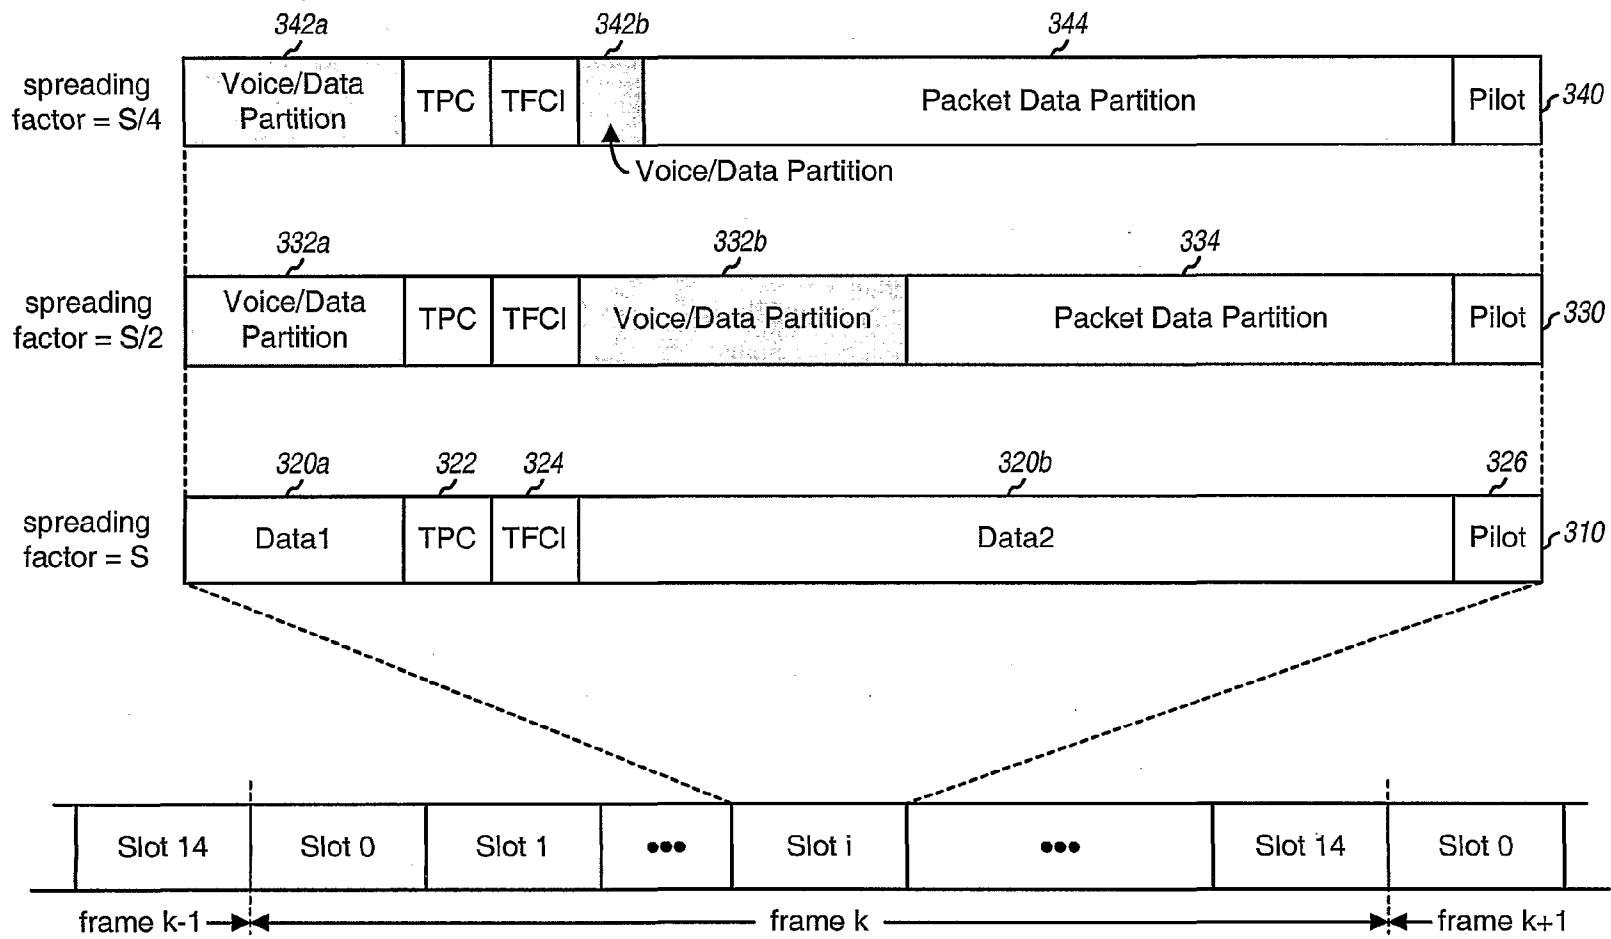 342a 342b 344
spreading factor = S/4
Voice/Data Partition
TPC
TFCI
Packet Data Partition
Pilot
340
Voice/Data Partition
332a 332b 334
spreading factor = S/2
Voice/Data Partition
TPC
TFCI
Voice/Data Partition
Packet Data Partition
Pilot
330
320a 322 324 320b 326
spreading factor = S
Data1
TPC
TFCI
Data2
Pilot
310
Slot 14 Slot 0 Slot 1 ••• Slot i ••• Slot 14 Slot 0
frame k-1 frame k frame k+1